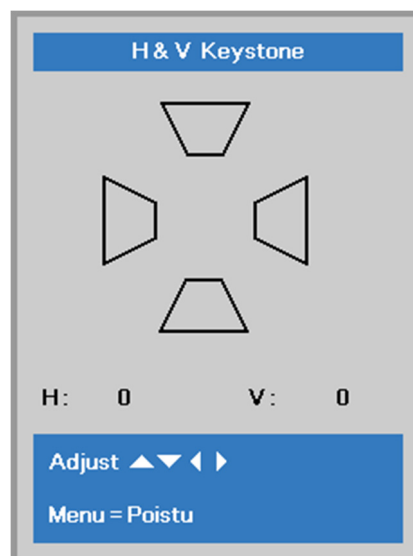 H & V Keystone
H: 0 V: 0
Adjust ▲▼◀▶
Menu = Poistu